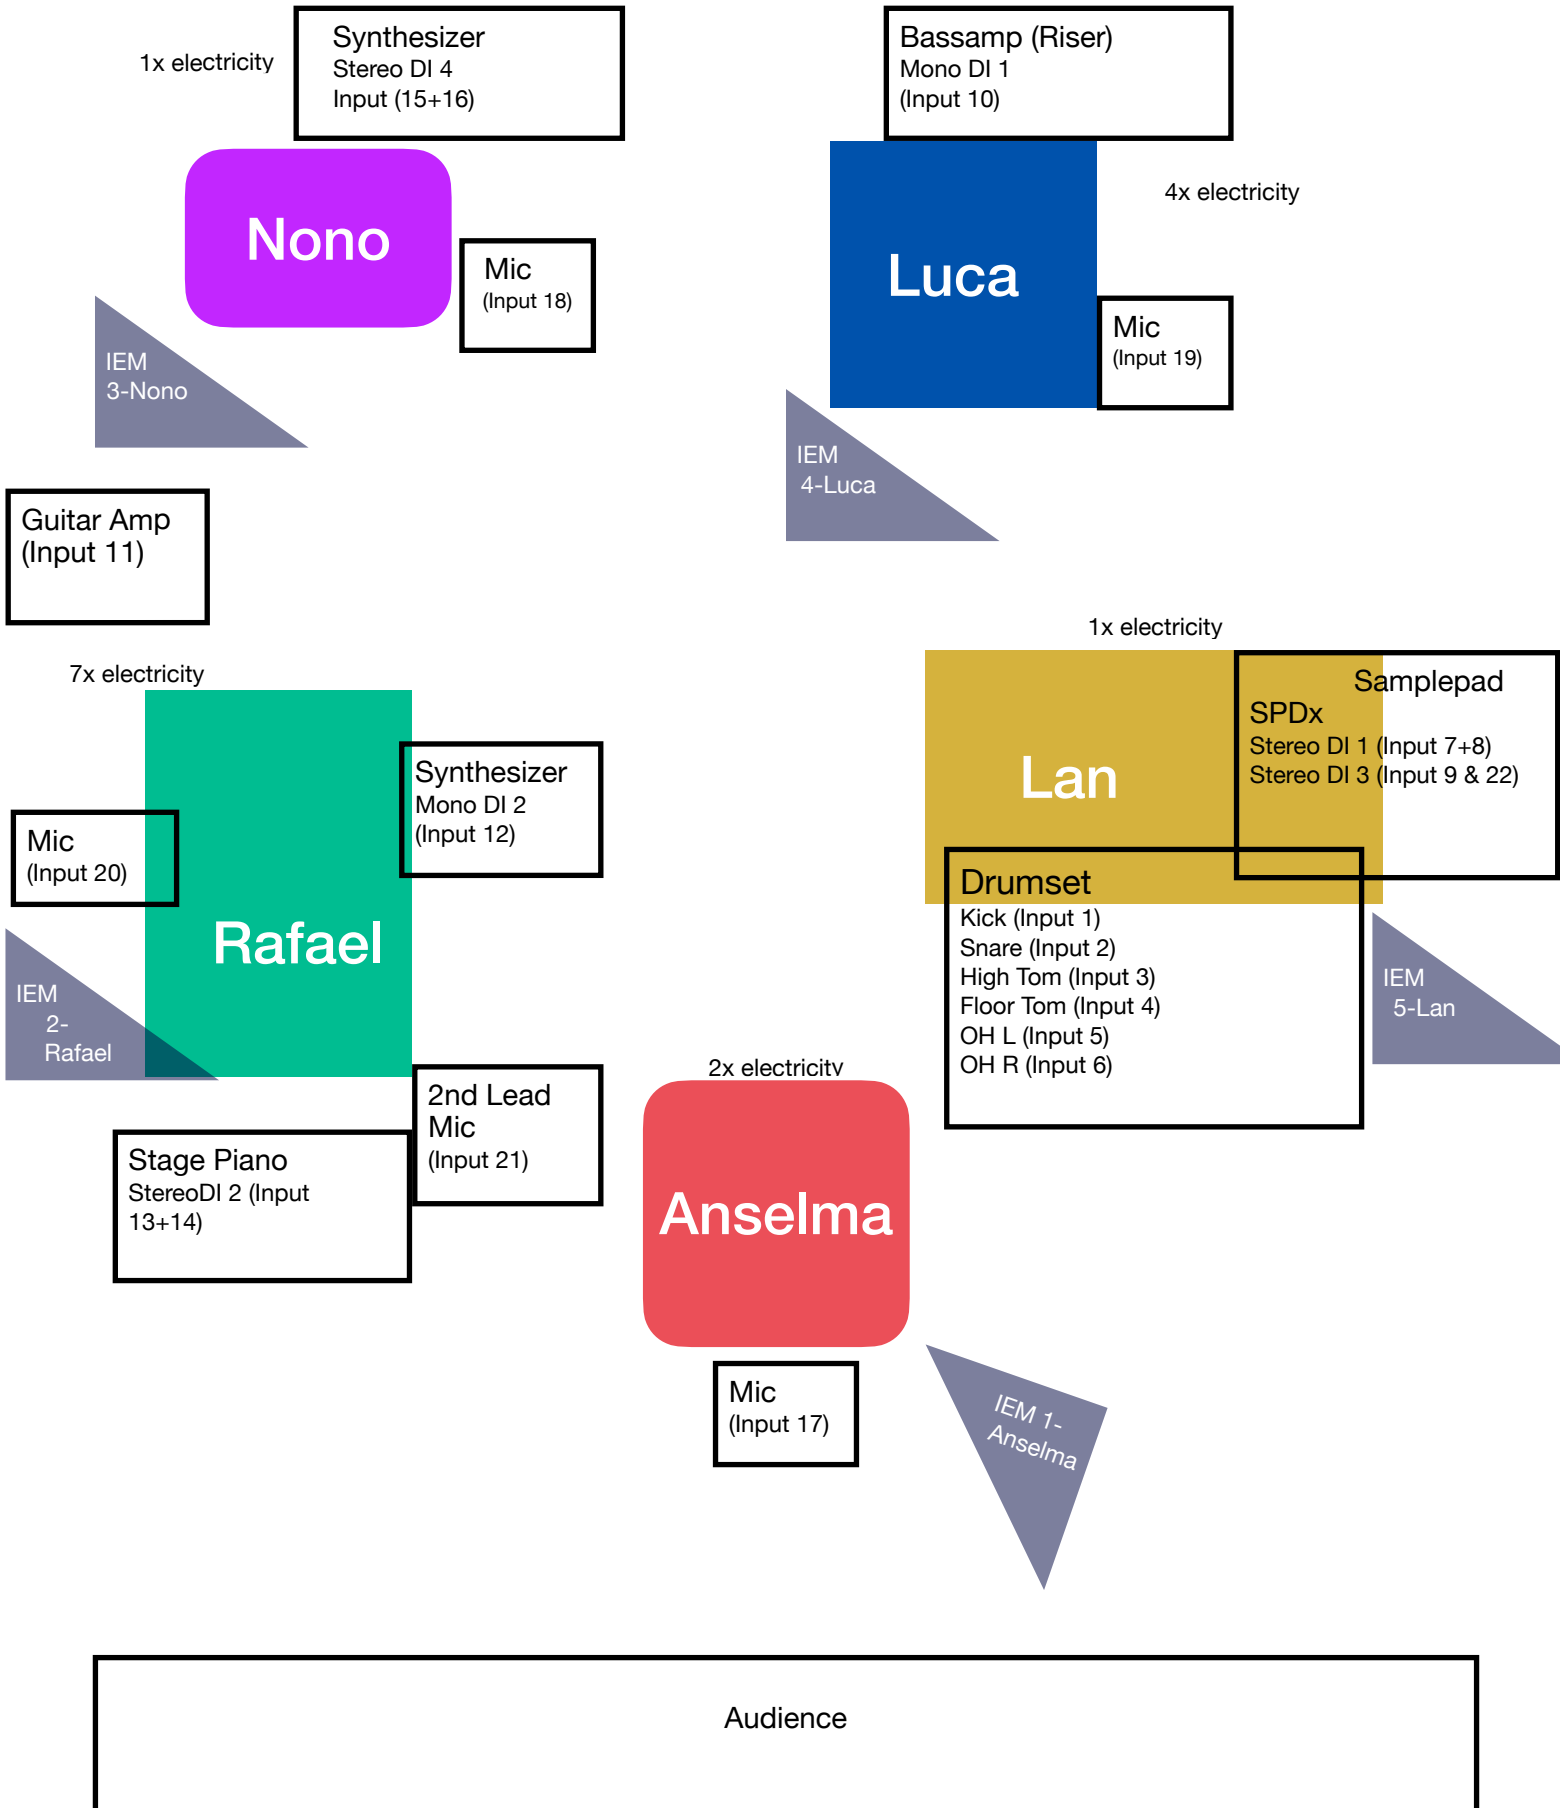 1x electricity
Synthesizer
Stereo DI 4
Input (15+16)
Bassamp (Riser)
Mono DI 1
(Input 10)
Nono
Mic
(Input 18)
IEM
3-Nono
Luca
4x electricity
Mic
(Input 19)
IEM
4-Luca
Guitar Amp
(Input 11)
7x electricity
Rafael
Synthesizer
Mono DI 2
(Input 12)
Mic
(Input 20)
IEM
2-
Rafael
2nd Lead
Mic
(Input 21)
Stage Piano
StereoDI 2 (Input
13+14)
1x electricity
Lan
Samplepad
SPDx
Stereo DI 1 (Input 7+8)
Stereo DI 3 (Input 9 & 22)
Drumset
Kick (Input 1)
Snare (Input 2)
High Tom (Input 3)
Floor Tom (Input 4)
OH L (Input 5)
OH R (Input 6)
IEM
5-Lan
2x electricity
Anselma
Mic
(Input 17)
IEM 1-
Anselma
Audience